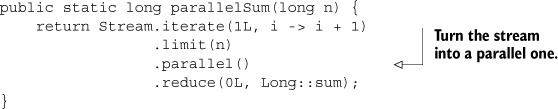 public static long parallelSum(long n) {
    return Stream.iterate(1L, i -> i + 1)
                 .limit(n)
                 .parallel()
                 .reduce(0L, Long::sum);
}
Turn the stream
into a parallel one.